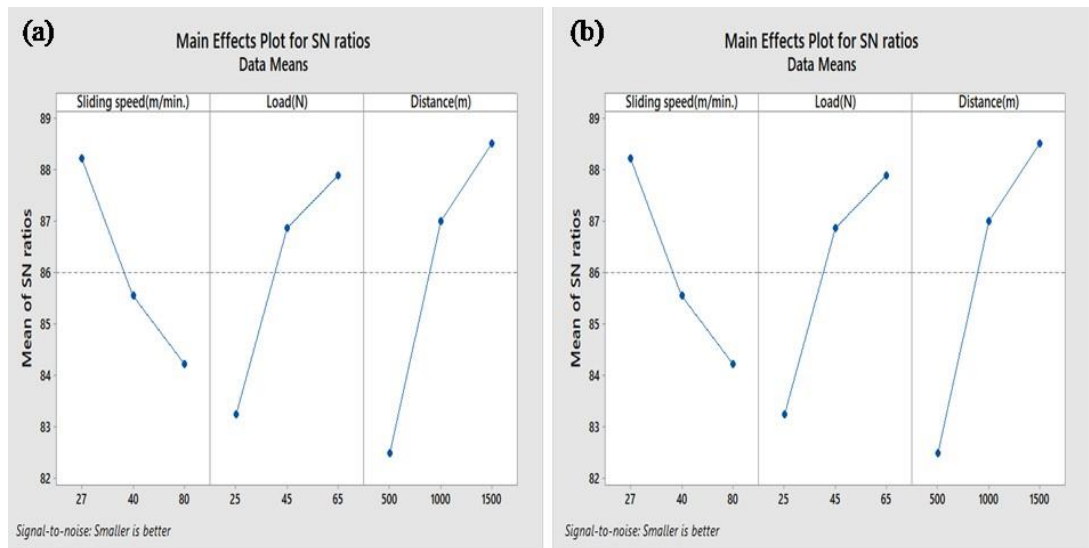 (a)
Main Effects Plot for SN ratios
Data Means
Sliding speed(m/min.) Load(N) Distance(m)
Mean of SN ratios
89
88
87
86
85
84
83
82
27 40 80 25 45 65 500 1000 1500
Signal-to-noise: Smaller is better
(b)
Main Effects Plot for SN ratios
Data Means
Sliding speed(m/min.) Load(N) Distance(m)
Mean of SN ratios
89
88
87
86
85
84
83
82
27 40 80 25 45 65 500 1000 1500
Signal-to-noise: Smaller is better